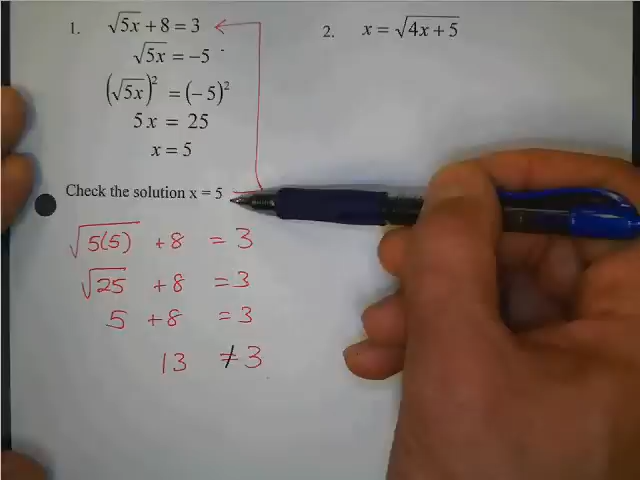 1. √5x + 8 = 3
√5x = −5
(√5x)² = (−5)²
5x = 25
x = 5
Check the solution x = 5
√5(5) + 8 = 3
√25 + 8 = 3
5 + 8 = 3
13 ≠ 3
2. x = √4x + 5